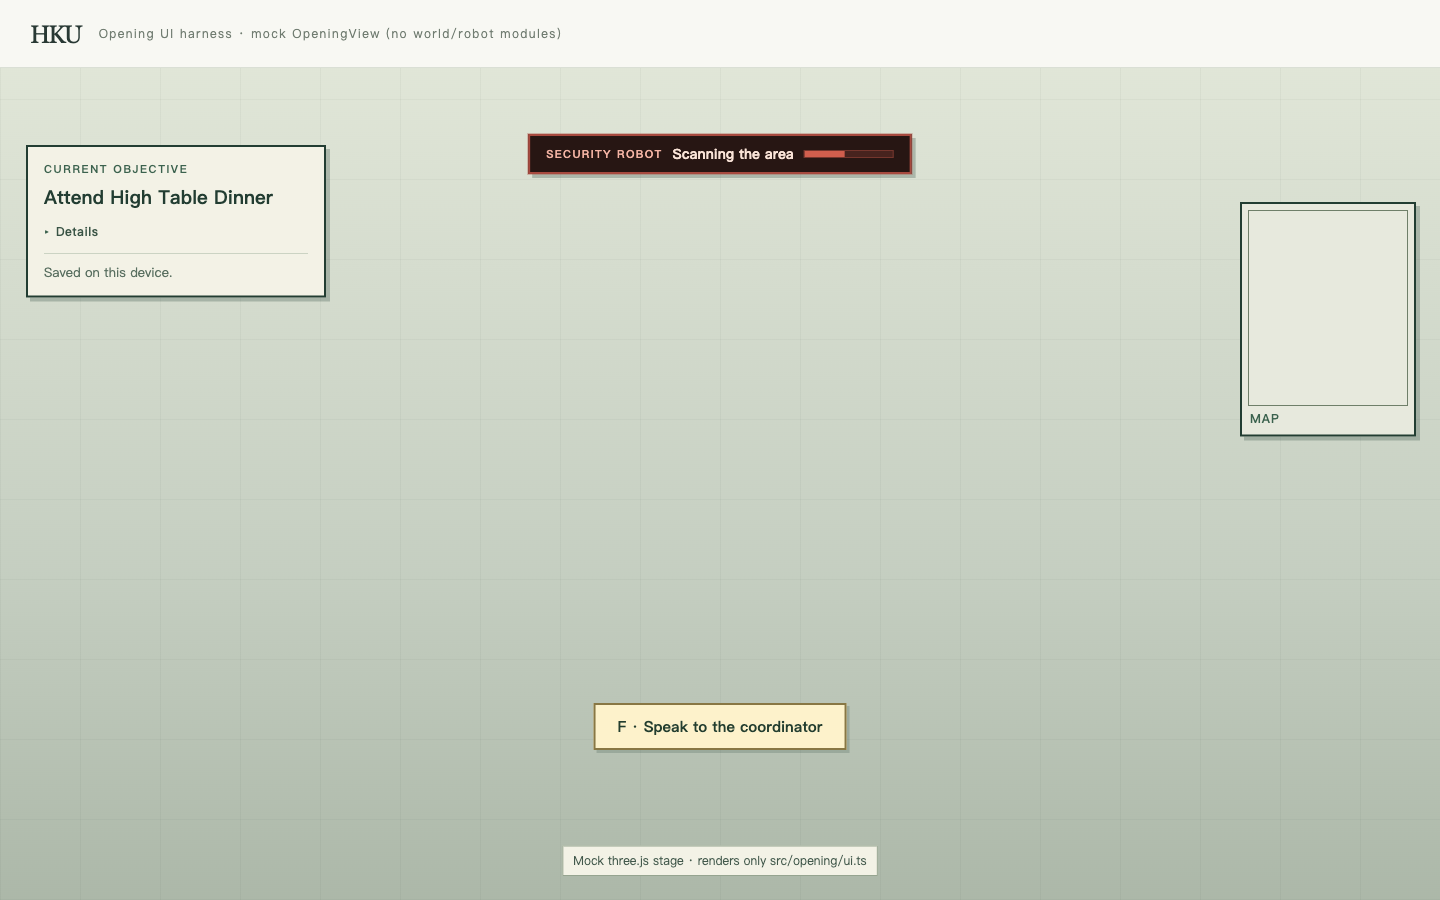 HKU
Opening UI harness · mock OpeningView (no world/robot modules)
SECURITY ROBOT Scanning the area
CURRENT OBJECTIVE
Attend High Table Dinner
▸ Details
Saved on this device.
MAP
F · Speak to the coordinator
Mock three.js stage · renders only src/opening/ui.ts